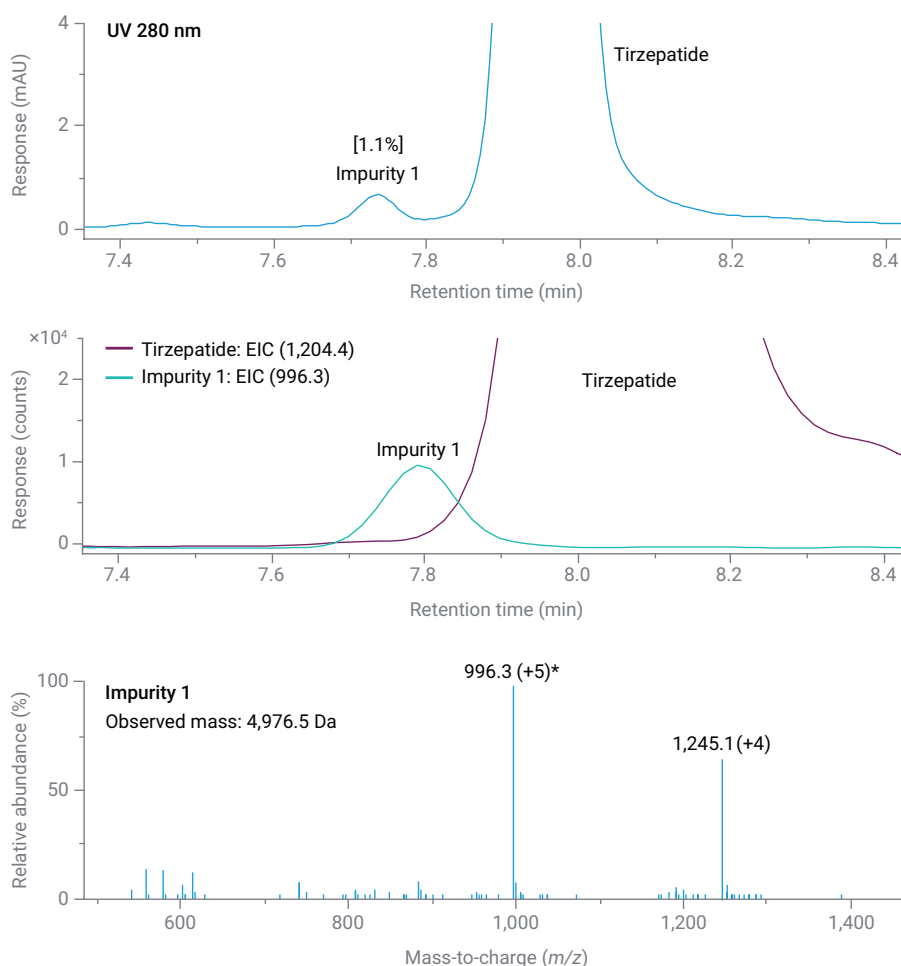 UV 280 nm
Response (mAU)
4
2
0
[1.1%]
Impurity 1
Tirzepatide
7.4 7.6 7.8 8.0 8.2 8.4
Retention time (min)
×10⁴
Response (counts)
2
1
0
Tirzepatide: EIC (1,204.4)
Impurity 1: EIC (996.3)
Impurity 1
Tirzepatide
7.4 7.6 7.8 8.0 8.2 8.4
Retention time (min)
Relative abundance (%)
100
50
0
Impurity 1
Observed mass: 4,976.5 Da
996.3 (+5)*
1,245.1 (+4)
600 800 1,000 1,200 1,400
Mass-to-charge (m/z)